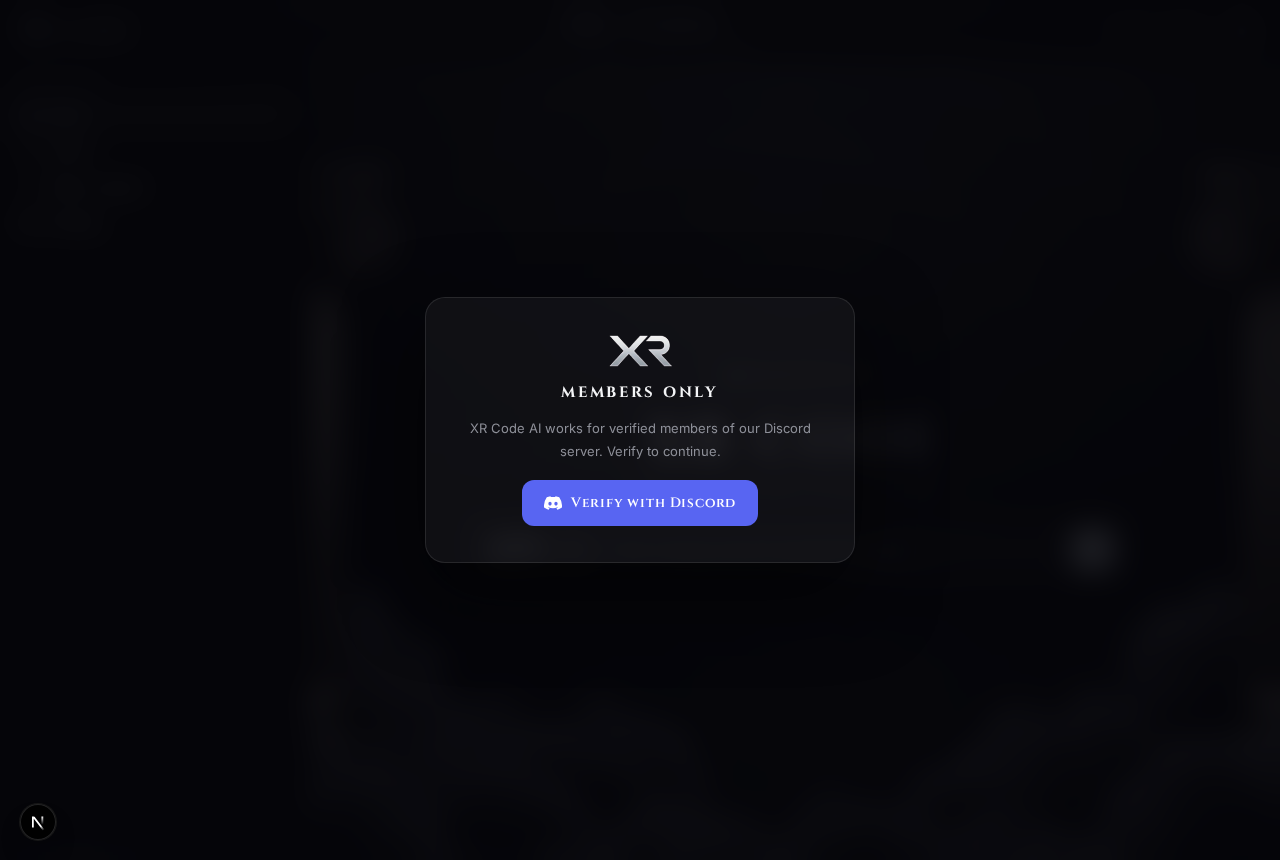 XR
MEMBERS ONLY
XR Code AI works for verified members of our Discord
server. Verify to continue.
Verify with Discord
N